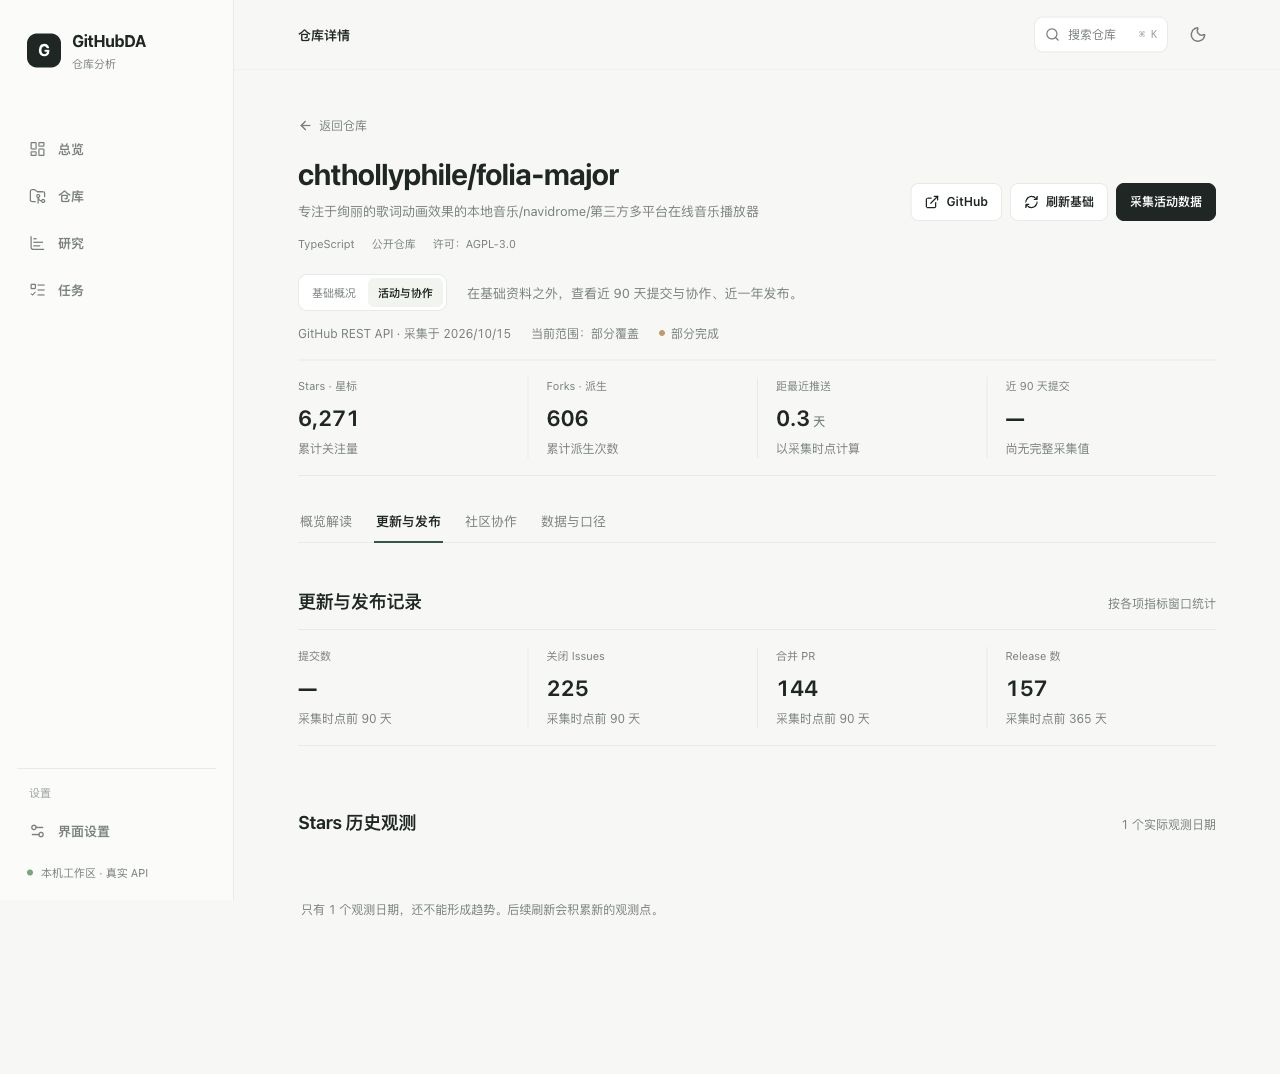 G
GitHubDA
仓库分析
总览
仓库
研究
任务
设置
界面设置
本机工作区 · 真实 API
仓库详情
搜索仓库 ⌘ K
返回仓库
chthollyphile/folia-major
专注于绚丽的歌词动画效果的本地音乐/navidrome/第三方多平台在线音乐播放器
TypeScript 公开仓库 许可：AGPL-3.0
GitHub 刷新基础 采集活动数据
基础概况 活动与协作 在基础资料之外，查看近 90 天提交与协作、近一年发布。
GitHub REST API · 采集于 2026/10/15 当前范围：部分覆盖 部分完成
Stars · 星标 Forks · 派生 距最近推送 近 90 天提交
6,271 606 0.3 天 —
累计关注量 累计派生次数 以采集时点计算 尚无完整采集值
概览解读 更新与发布 社区协作 数据与口径
更新与发布记录 按各项指标窗口统计
提交数 关闭 Issues 合并 PR Release 数
— 225 144 157
采集时点前 90 天 采集时点前 90 天 采集时点前 90 天 采集时点前 365 天
Stars 历史观测 1 个实际观测日期
只有 1 个观测日期，还不能形成趋势。后续刷新会积累新的观测点。